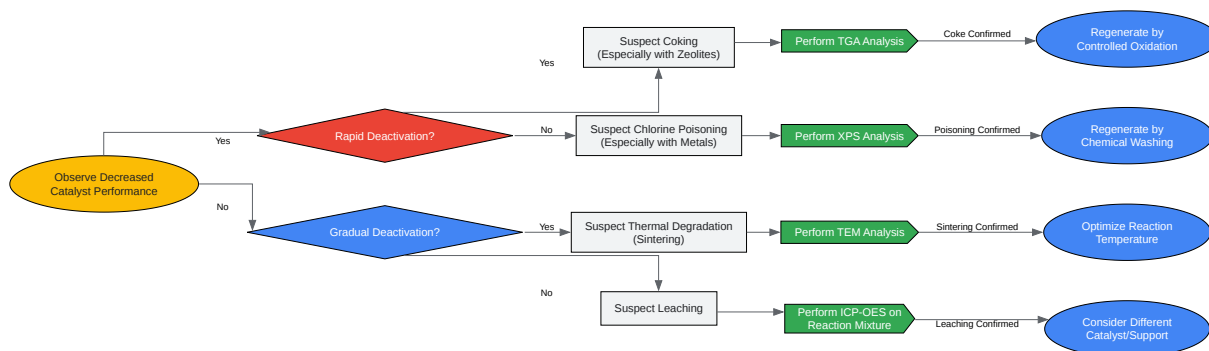 Observe Decreased
Catalyst Performance
Yes
No
Rapid Deactivation?
Yes
No
Gradual Deactivation?
Yes
No
Suspect Coking
(Especially with Zeolites)
Perform TGA Analysis
Coke Confirmed
Regenerate by
Controlled Oxidation
Suspect Chlorine Poisoning
(Especially with Metals)
Perform XPS Analysis
Poisoning Confirmed
Regenerate by
Chemical Washing
Suspect Thermal Degradation
(Sintering)
Perform TEM Analysis
Sintering Confirmed
Optimize Reaction
Temperature
Suspect Leaching
Perform ICP-OES on
Reaction Mixture
Leaching Confirmed
Consider Different
Catalyst/Support